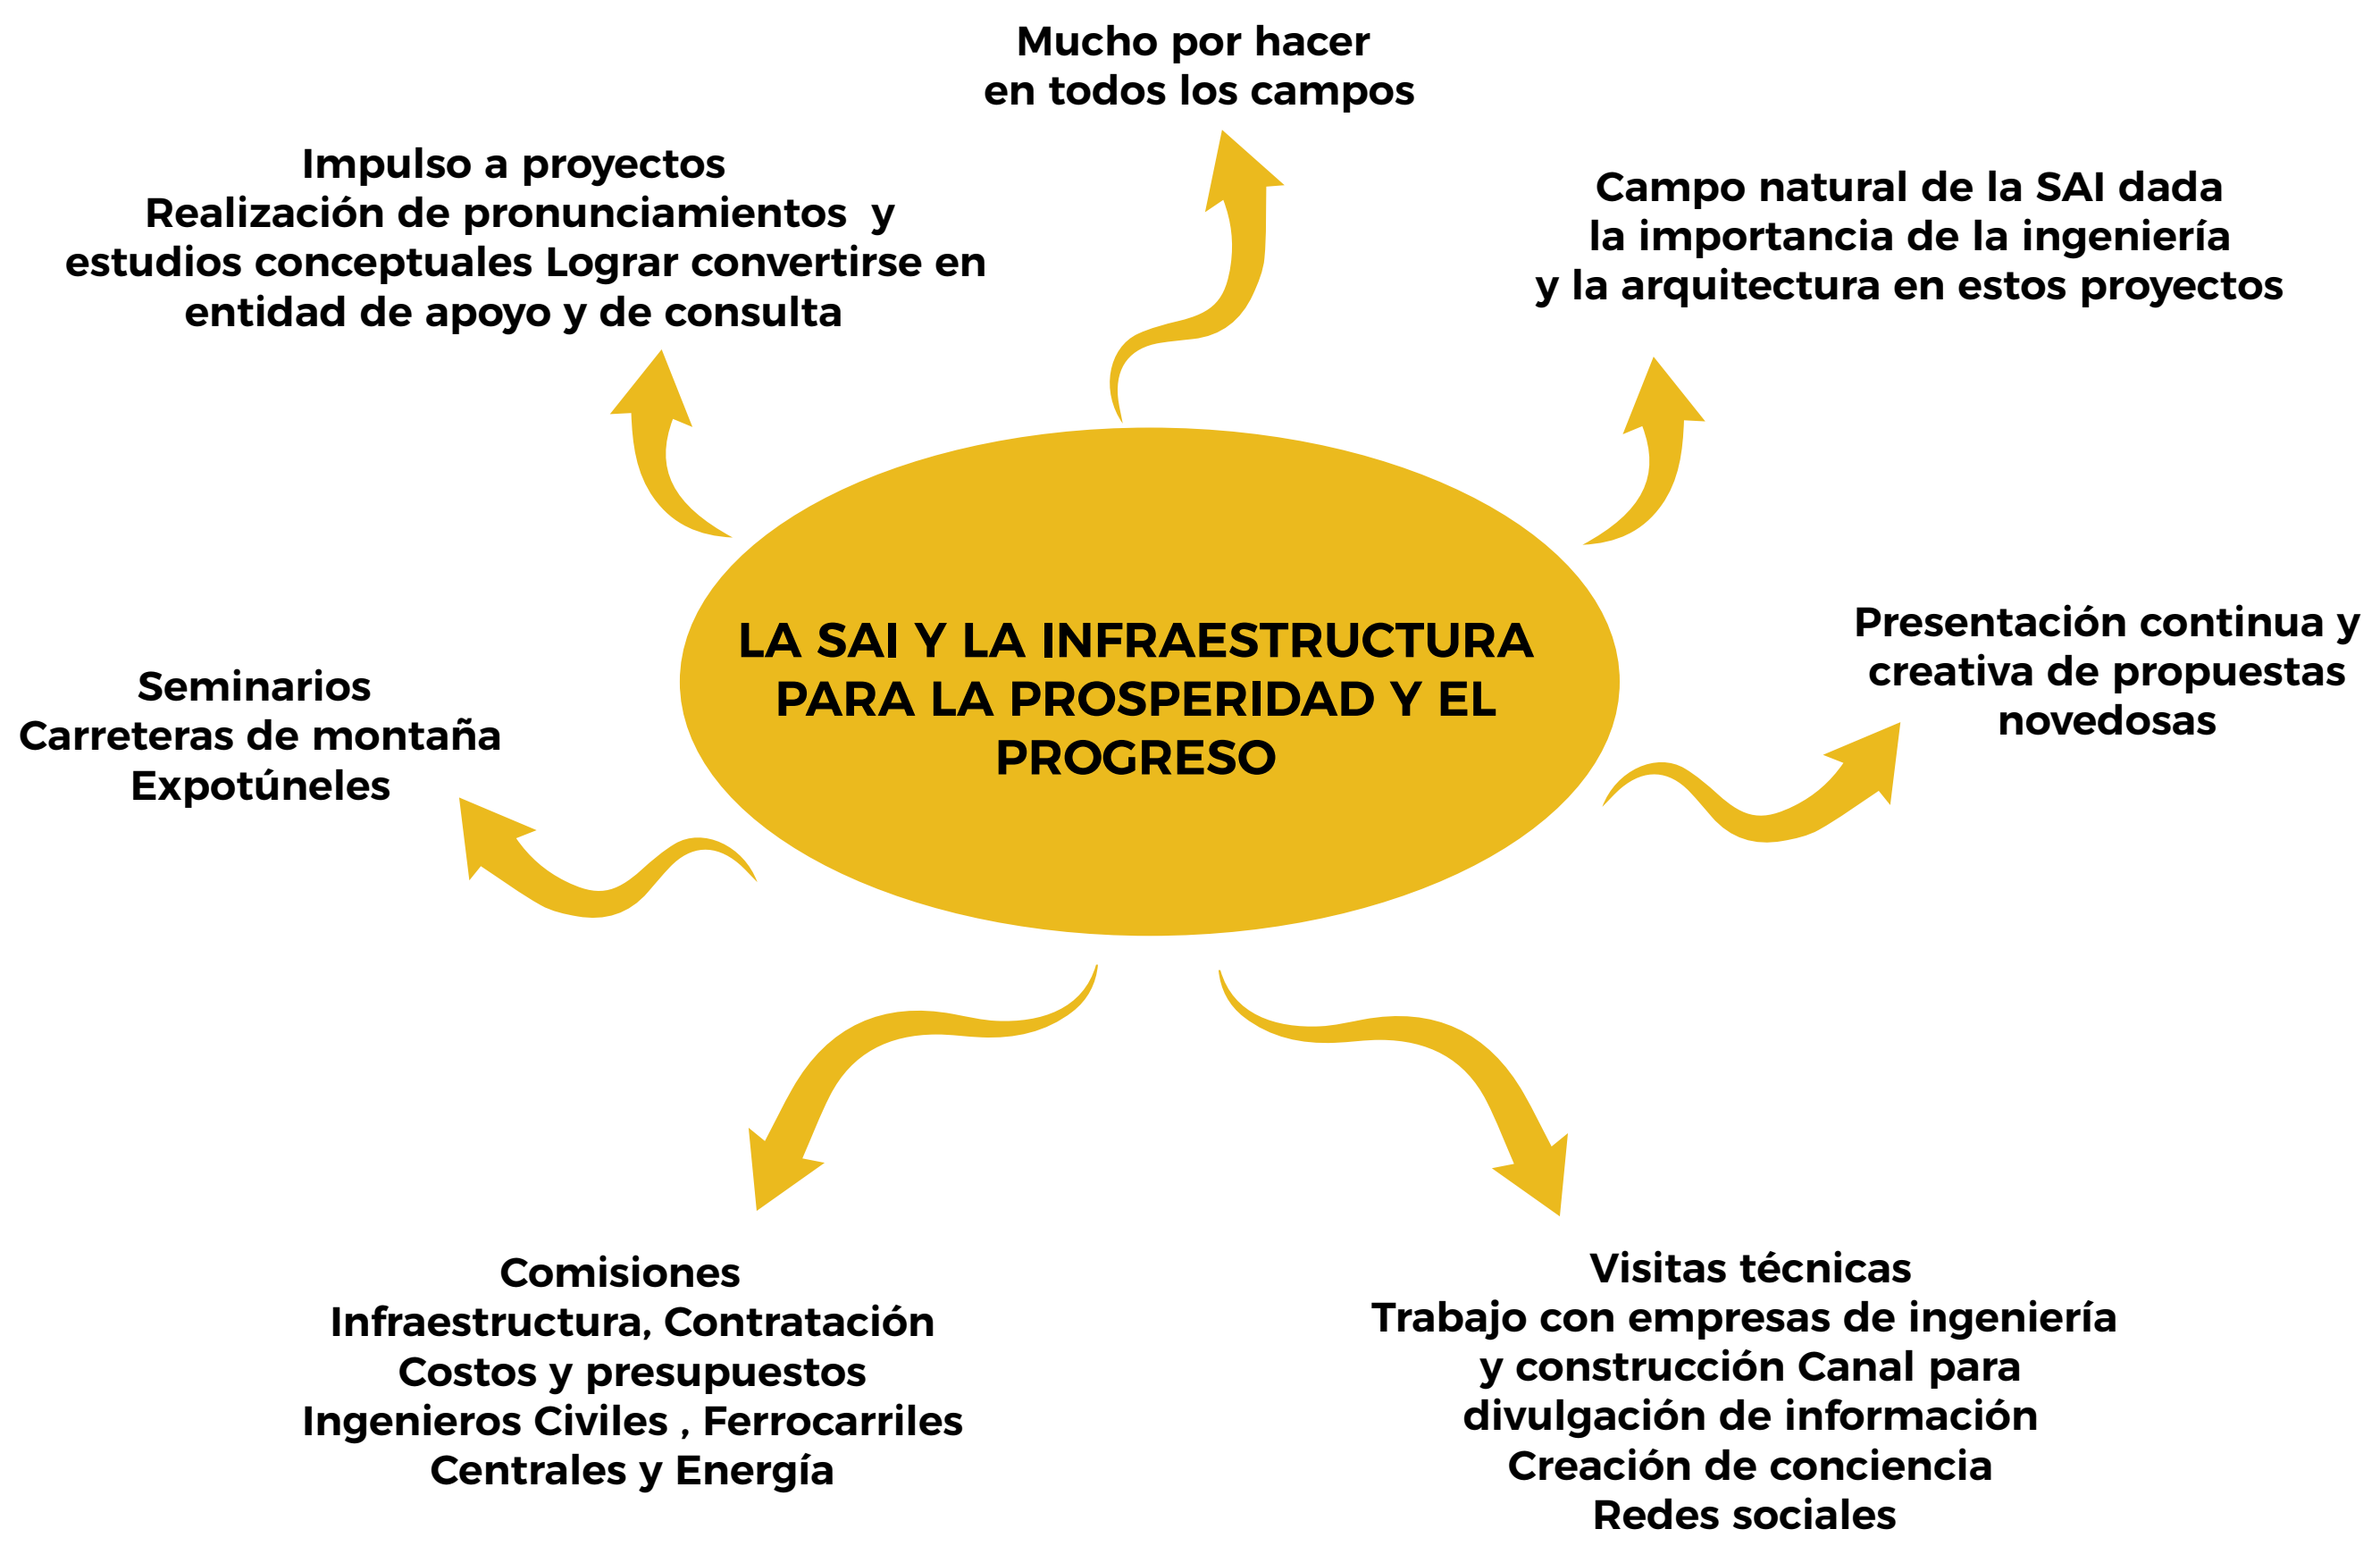 Mucho por hacer
en todos los campos
Impulso a proyectos
Realización de pronunciamientos y
estudios conceptuales Lograr convertirse en
entidad de apoyo y de consulta
Campo natural de la SAI dada
la importancia de la ingeniería
y la arquitectura en estos proyectos
LA SAI Y LA INFRAESTRUCTURA
PARA LA PROSPERIDAD Y EL
PROGRESO
Presentación continua y
creativa de propuestas
novedosas
Seminarios
Carreteras de montaña
Expotúneles
Comisiones
Infraestructura, Contratación
Costos y presupuestos
Ingenieros Civiles , Ferrocarriles
Centrales y Energía
Visitas técnicas
Trabajo con empresas de ingeniería
y construcción Canal para
divulgación de información
Creación de conciencia
Redes sociales